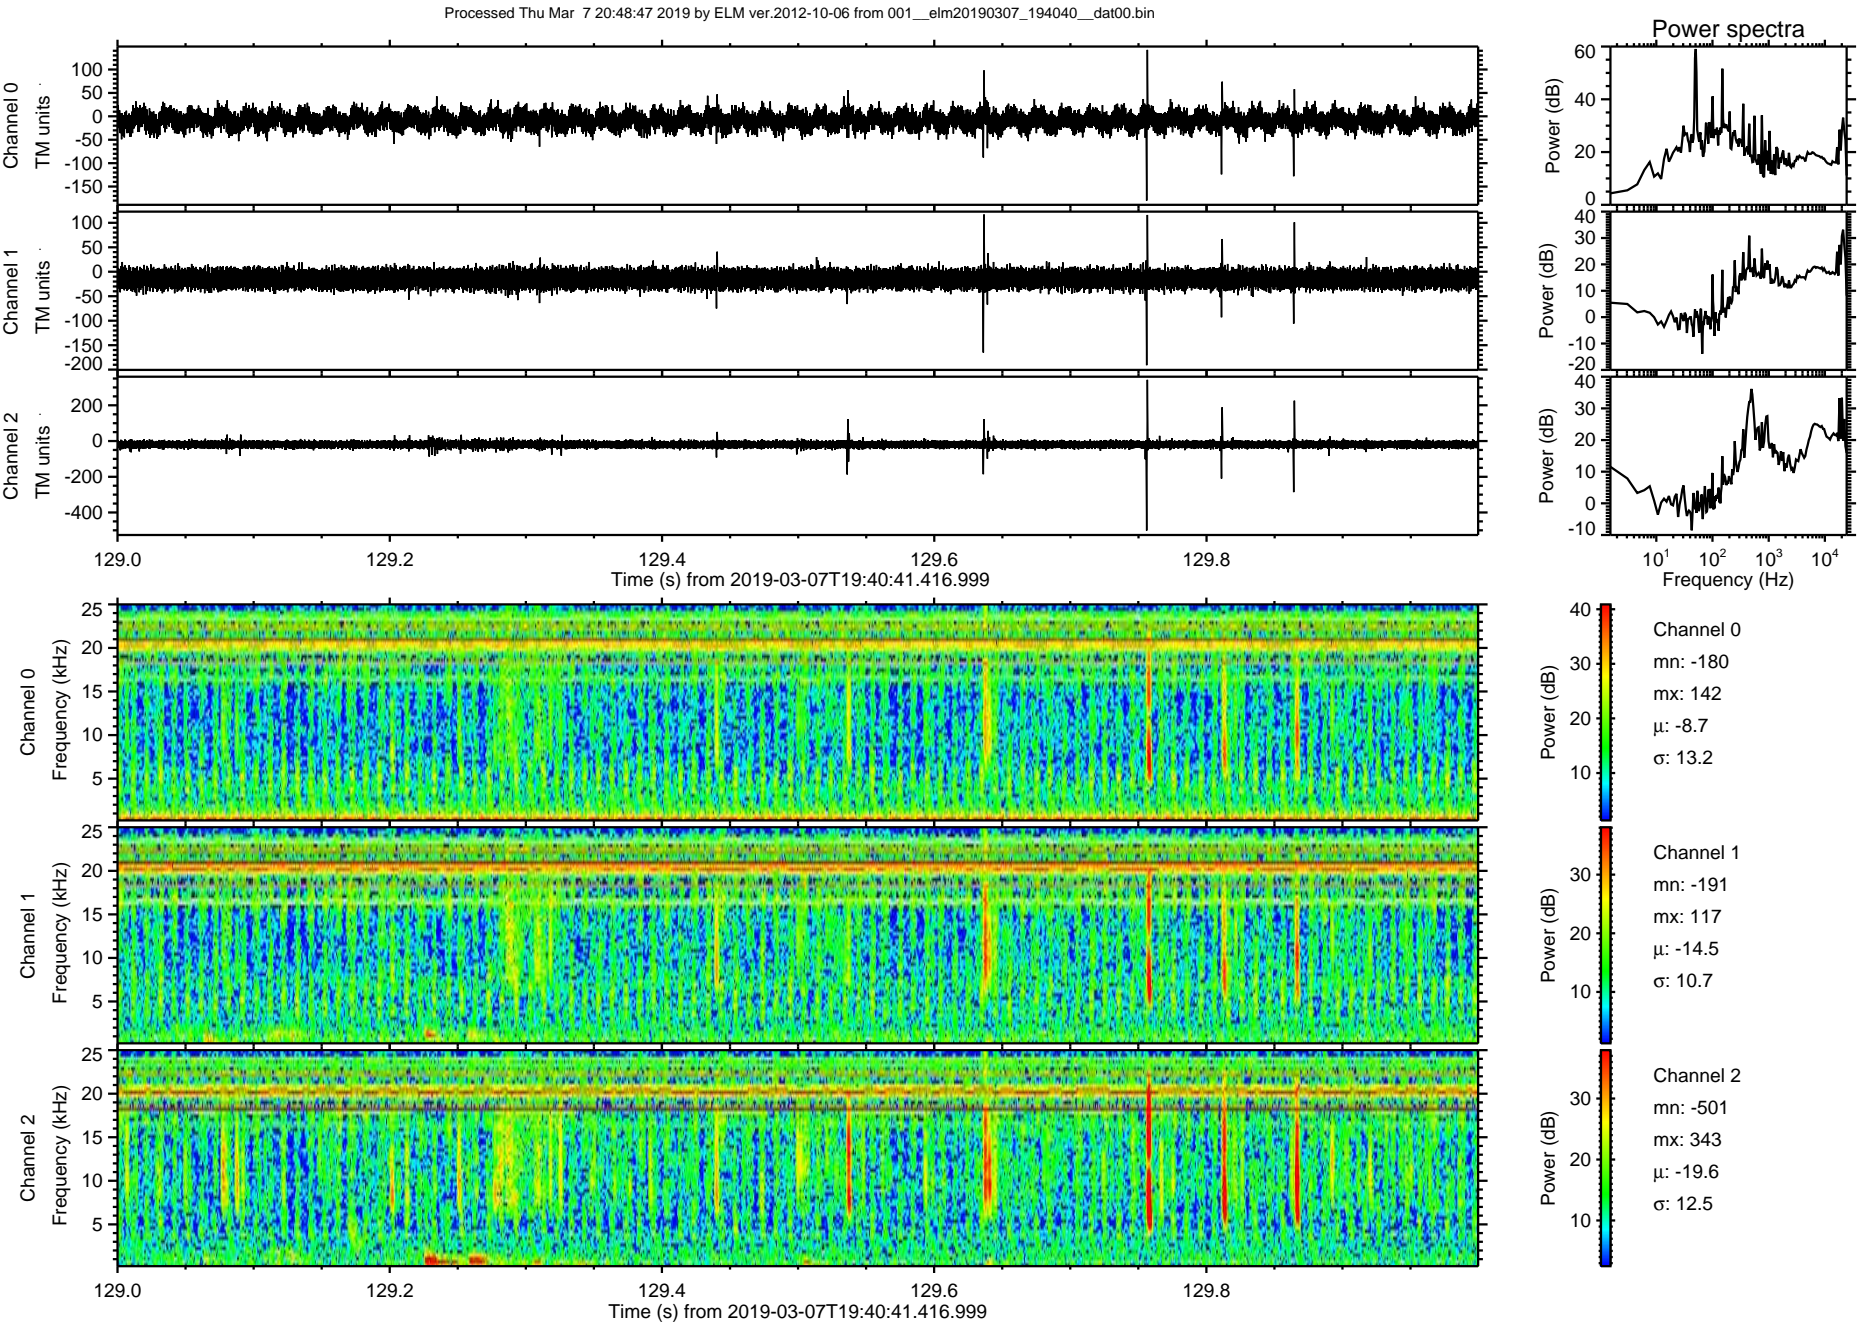 Processed Thu Mar  7 20:48:47 2019 by ELM ver.2012-10-06 from 001__elm20190307_194040__dat00.bin
Power spectra
Channel 0
TM units
100
50
0
-50
-100
-150
Power (dB)
60
40
20
0
Channel 1
TM units
100
50
0
-50
-100
-150
-200
Power (dB)
40
30
20
10
0
-10
-20
Channel 2
TM units
200
0
-200
-400
Power (dB)
40
30
20
10
0
-10
129.0 129.2 129.4 129.6 129.8
Time (s) from 2019-03-07T19:40:41.416.999
10¹ 10² 10³ 10⁴
Frequency (Hz)
Channel 0
Frequency (kHz)
25
20
15
10
5
Power (dB)
40
30
20
10
Channel 0
mn: -180
mx: 142
μ: -8.7
σ: 13.2
Channel 1
Frequency (kHz)
25
20
15
10
5
Power (dB)
30
20
10
Channel 1
mn: -191
mx: 117
μ: -14.5
σ: 10.7
Channel 2
Frequency (kHz)
25
20
15
10
5
Power (dB)
30
20
10
Channel 2
mn: -501
mx: 343
μ: -19.6
σ: 12.5
129.0 129.2 129.4 129.6 129.8
Time (s) from 2019-03-07T19:40:41.416.999